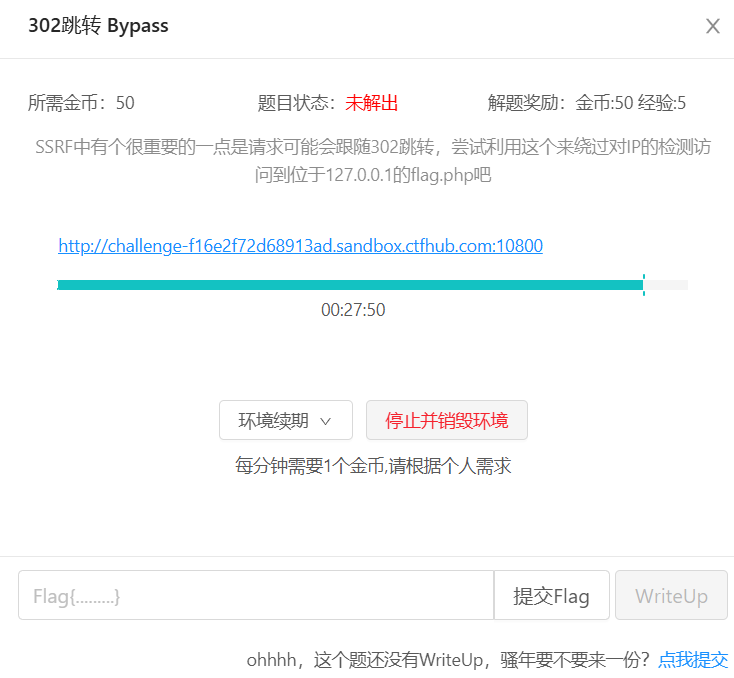 302跳转 Bypass
所需金币：50 题目状态：未解出 解题奖励：金币:50 经验:5
SSRF中有个很重要的一点是请求可能会跟随302跳转，尝试利用这个来绕过对IP的检测访
问到位于127.0.0.1的flag.php吧
http://challenge-f16e2f72d68913ad.sandbox.ctfhub.com:10800
00:27:50
环境续期 停止并销毁环境
每分钟需要1个金币,请根据个人需求
Flag{.........} 提交Flag WriteUp
ohhhh，这个题还没有WriteUp，骚年要不要来一份？点我提交